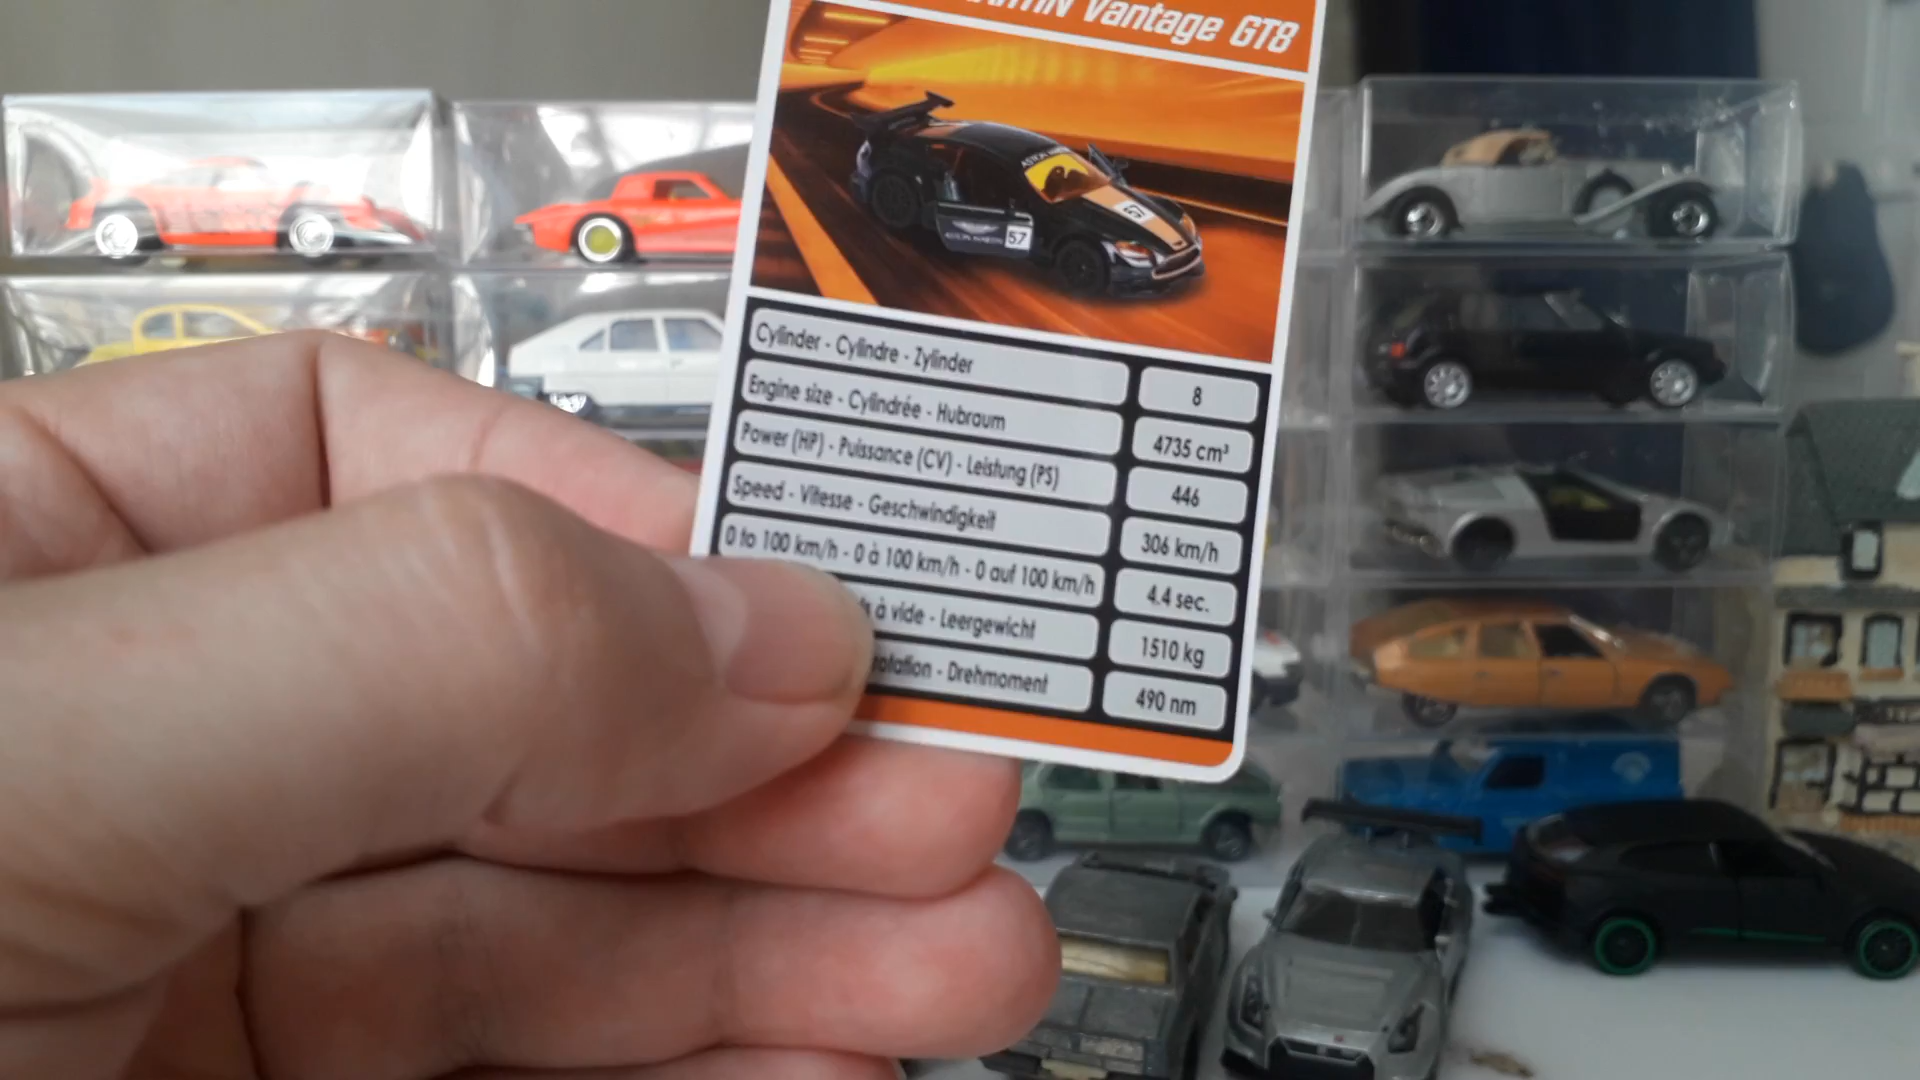 Vantage GT8
57
57
Cylinder - Cylindre - Zylinder 8
Engine size - Cylindrée - Hubraum 4735 cm³
Power (HP) - Puissance (CV) - Leistung (PS) 446
Speed - Vitesse - Geschwindigkeit 306 km/h
0 to 100 km/h - 0 à 100 km/h - 0 auf 100 km/h 4.4 sec.
à vide - Leergewicht 1510 kg
rotation - Drehmoment 490 nm